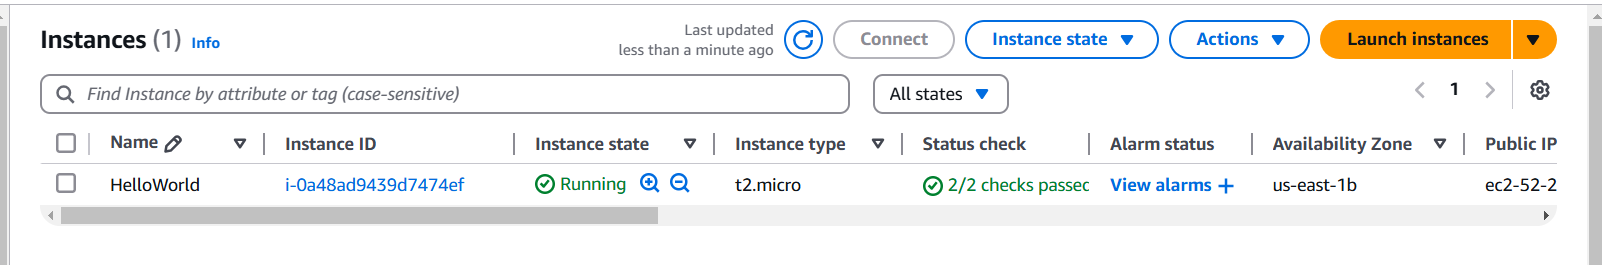 Instances (1) Info
Last updated
less than a minute ago
Connect
Instance state
Actions
Launch instances
Find Instance by attribute or tag (case-sensitive)
All states
1
Name Instance ID Instance state Instance type Status check Alarm status Availability Zone Public IP
HelloWorld i-0a48ad9439d7474ef Running t2.micro 2/2 checks passec View alarms + us-east-1b ec2-52-2